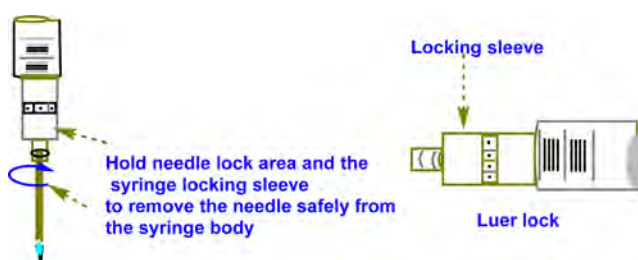 Locking sleeve
Hold needle lock area and the
syringe locking sleeve
to remove the needle safely from
the syringe body
Luer lock